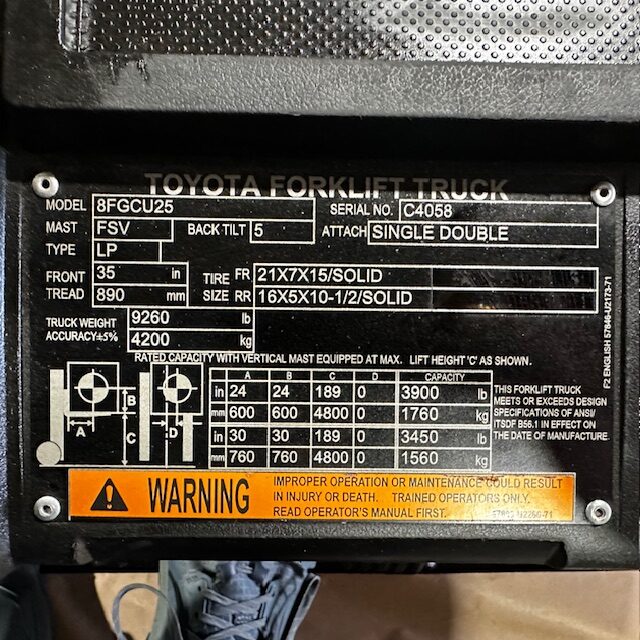 TOYOTA FORKLIFT TRUCK
MODEL 8FGCU25 SERIAL NO. C4058
MAST FSV BACK TILT 5 ATTACH SINGLE DOUBLE
TYPE LP
FRONT 35 in TIRE FR 21X7X15/SOLID
TREAD 890 mm SIZE RR 16X5X10-1/2/SOLID
TRUCK WEIGHT 9260 lb
ACCURACY±5% 4200 kg
RATED CAPACITY WITH VERTICAL MAST EQUIPPED AT MAX. LIFT HEIGHT 'C' AS SHOWN.
A B C D CAPACITY
in 24 24 189 0 3900 lb
mm 600 600 4800 0 1760 kg
in 30 30 189 0 3450 lb
mm 760 760 4800 0 1560 kg
A B C D
THIS FORKLIFT TRUCK
MEETS OR EXCEEDS DESIGN
SPECIFICATIONS OF ANSI/
ITSDF B56.1 IN EFFECT ON
THE DATE OF MANUFACTURE.
F2 ENGLISH 57846-U2173-71
WARNING
IMPROPER OPERATION OR MAINTENANCE COULD RESULT
IN INJURY OR DEATH. TRAINED OPERATORS ONLY.
READ OPERATOR'S MANUAL FIRST.